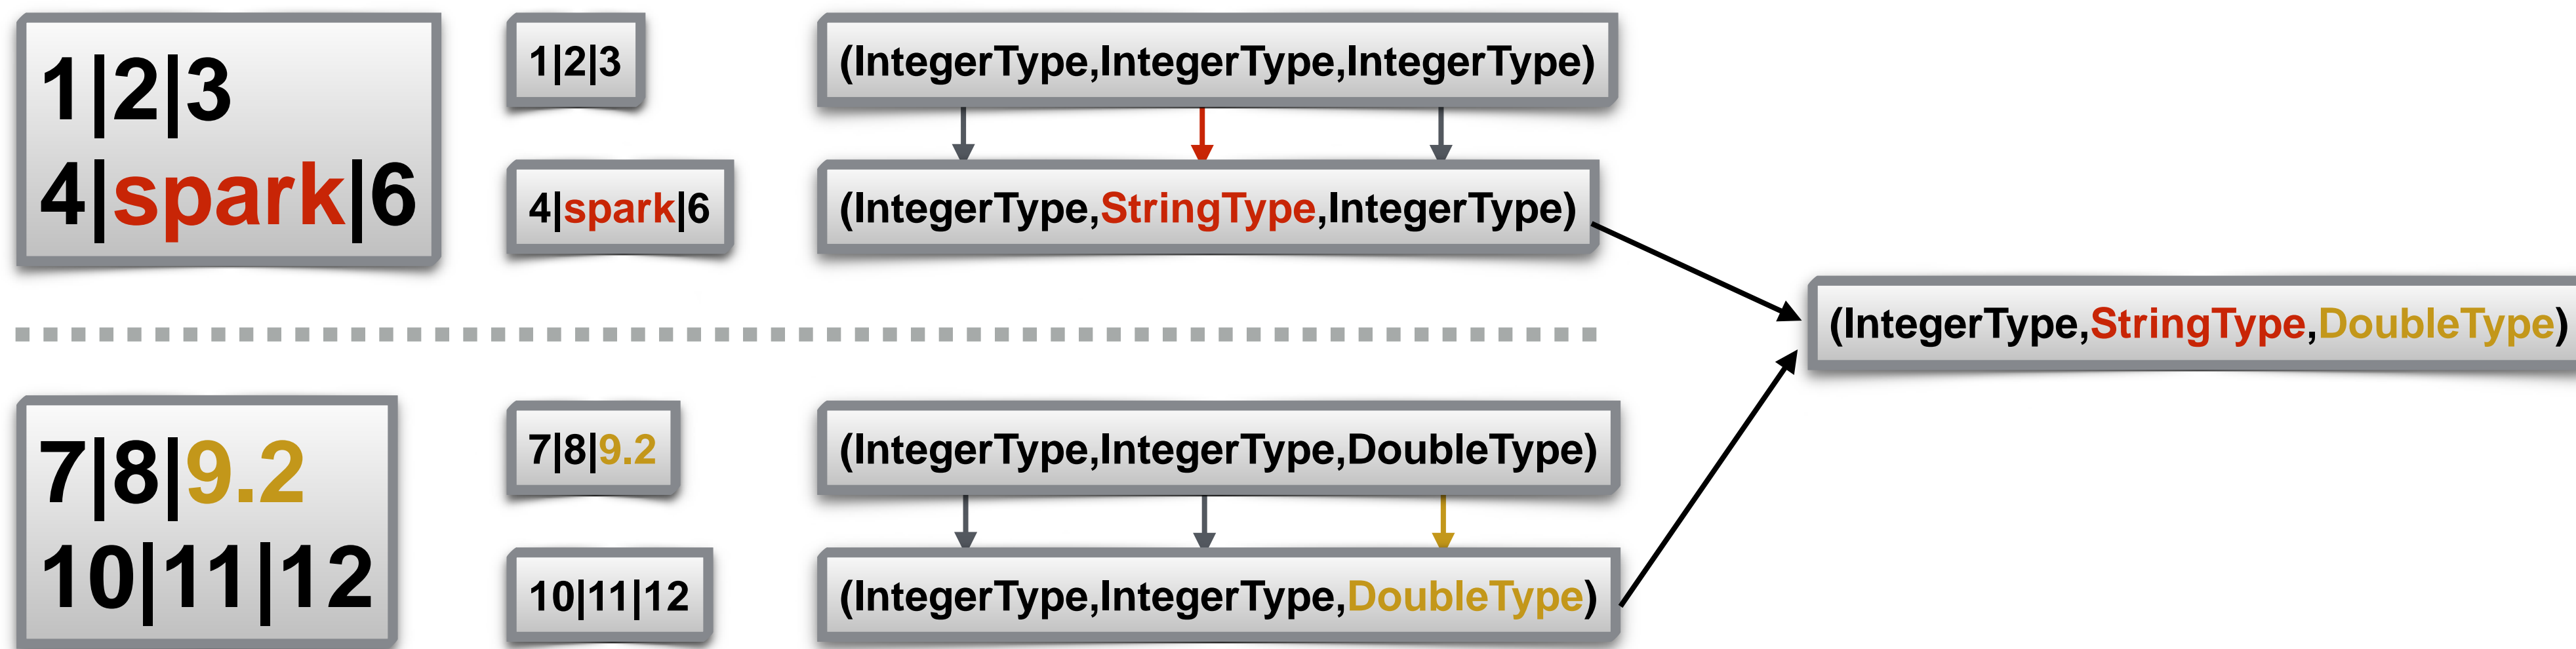 1|2|3
4|spark|6
1|2|3
4|spark|6
(IntegerType,IntegerType,IntegerType)
(IntegerType,StringType,IntegerType)
(IntegerType,StringType,DoubleType)
7|8|9.2
10|11|12
7|8|9.2
10|11|12
(IntegerType,IntegerType,DoubleType)
(IntegerType,IntegerType,DoubleType)